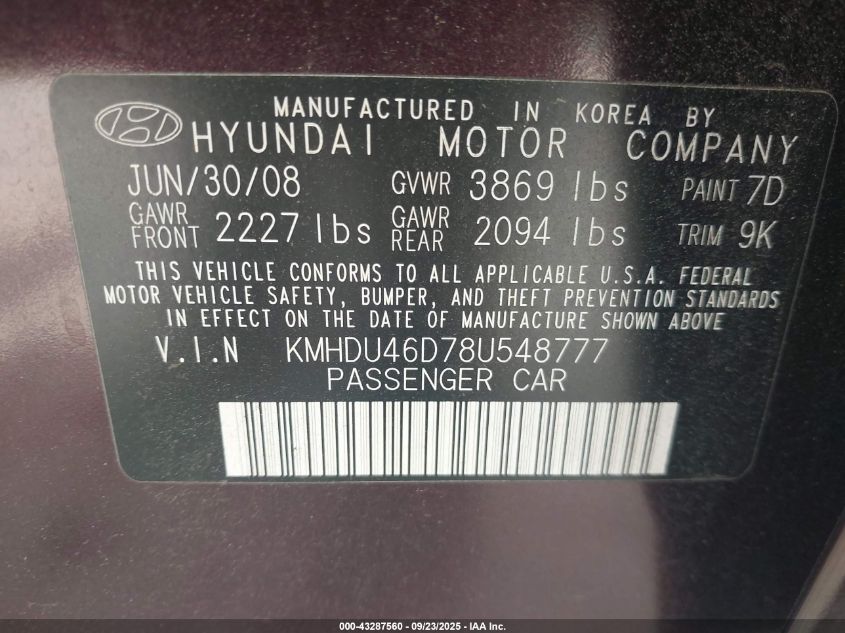 MANUFACTURED IN KOREA BY
HYUNDAI MOTOR COMPANY
JUN/30/08 GVWR 3869 lbs PAINT 7D
GAWR FRONT 2227 lbs GAWR REAR 2094 lbs TRIM 9K
THIS VEHICLE CONFORMS TO ALL APPLICABLE U.S.A. FEDERAL
MOTOR VEHICLE SAFETY, BUMPER, AND THEFT PREVENTION STANDARDS
IN EFFECT ON THE DATE OF MANUFACTURE SHOWN ABOVE
V.I.N KMHDU46D78U548777
PASSENGER CAR
000-43287560 - 09/23/2025 - IAA Inc.